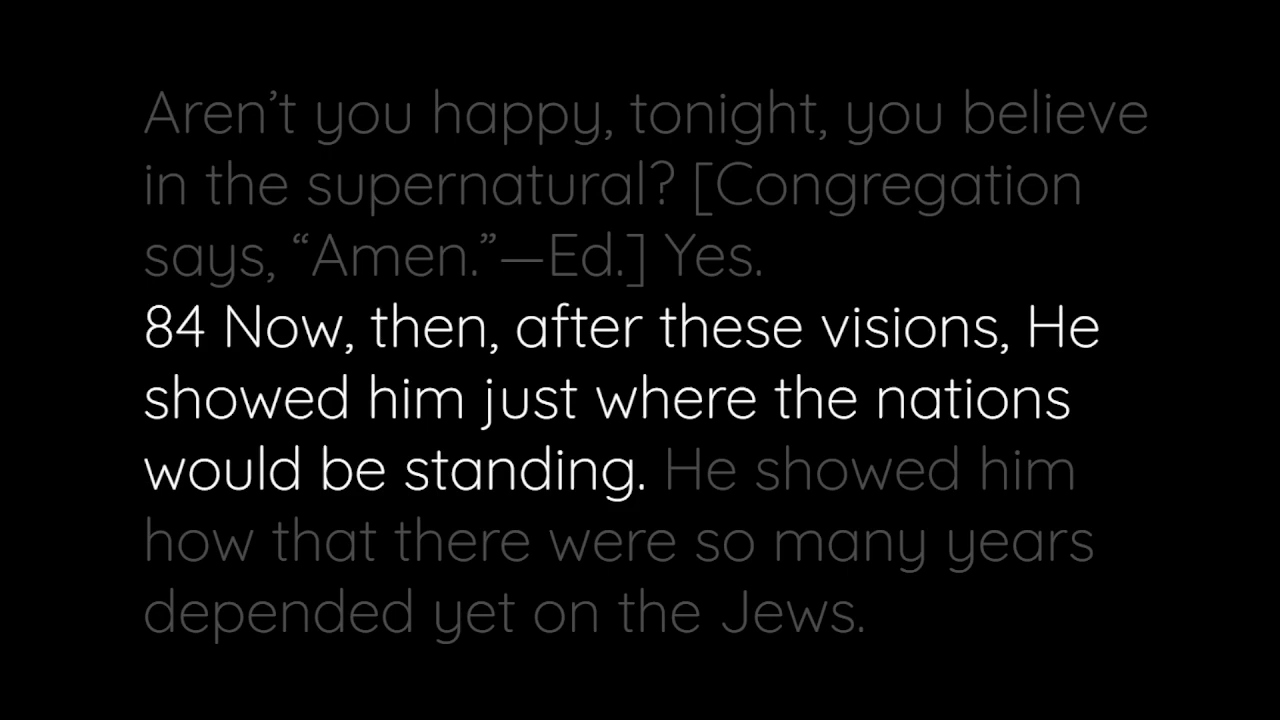 Aren’t you happy, tonight, you believe
in the supernatural? [Congregation
says, “Amen.”—Ed.] Yes.
84 Now, then, after these visions, He
showed him just where the nations
would be standing. He showed him
how that there were so many years
depended yet on the Jews.